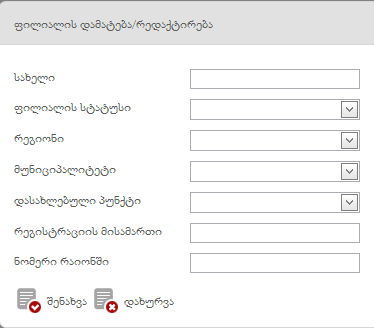 ფილიალის დამატება/რედაქტირება
სახელი
ფილიალის სტატუსი
რეგიონი
მუნიციპალიტეტი
დასახლებული პუნქტი
რეგისტრაციის მისამართი
ნომერი რაიონში
შენახვა დახურვა